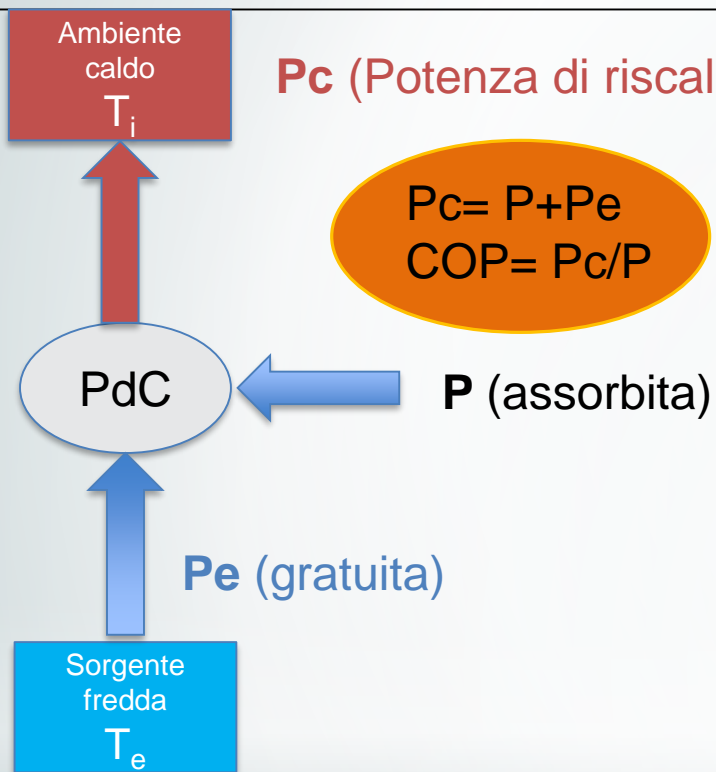 Ambiente
caldo
Ti
Pc (Potenza di riscal
Pc= P+Pe
COP= Pc/P
PdC
P (assorbita)
Pe (gratuita)
Sorgente
fredda
Te